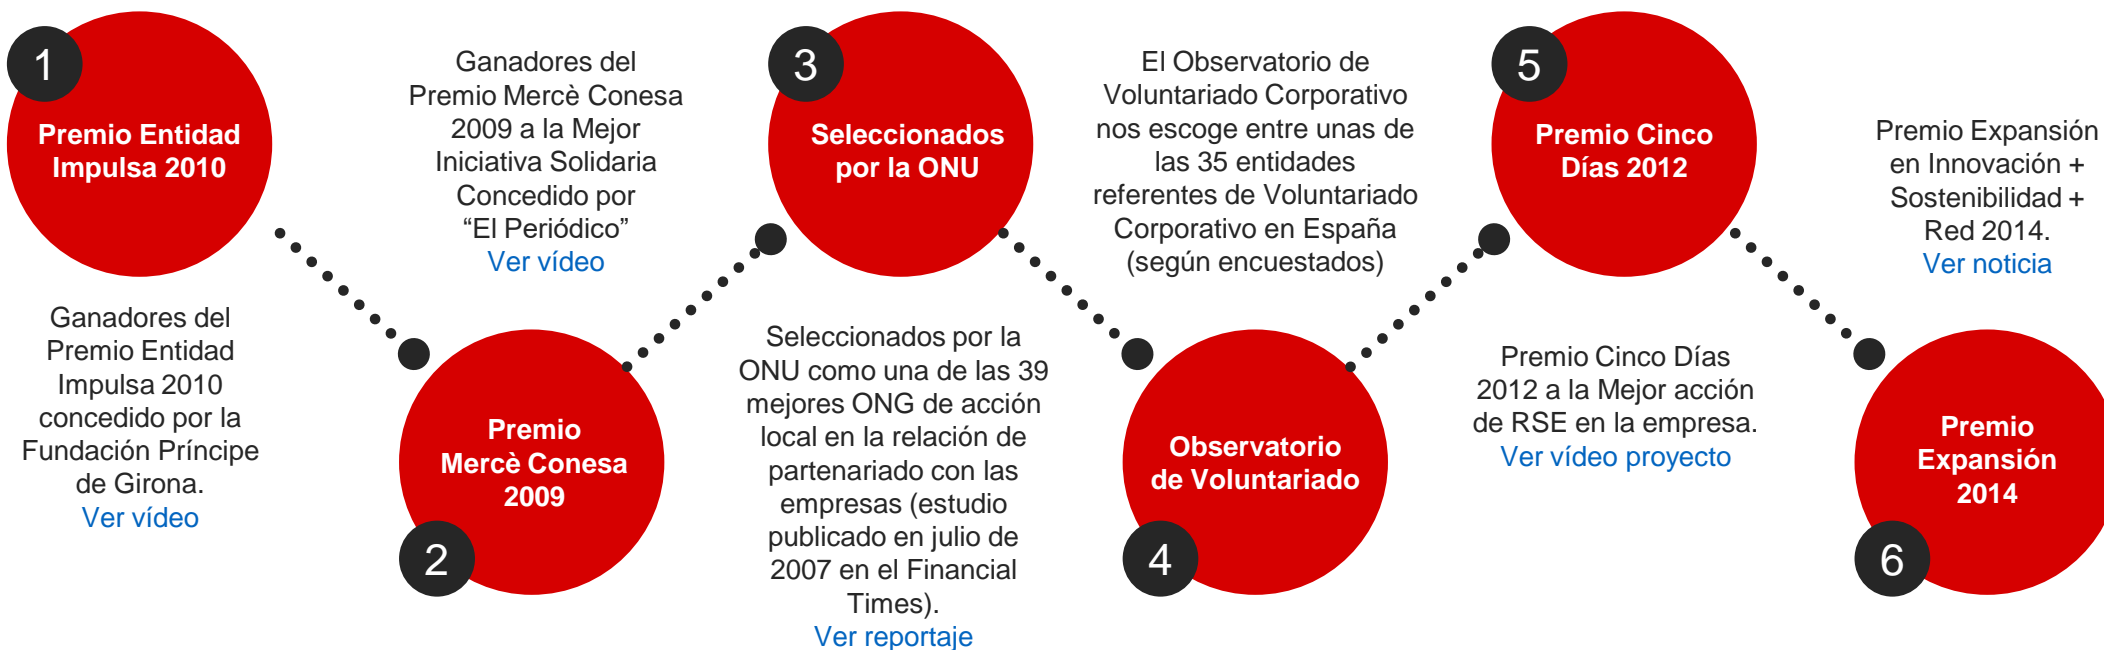 1
Premio Entidad
Impulsa 2010
Ganadores del
Premio Entidad
Impulsa 2010
concedido por la
Fundación Príncipe
de Girona.
Ver vídeo
Ganadores del
Premio Mercè Conesa
2009 a la Mejor
Iniciativa Solidaria
Concedido por
“El Periódico”
Ver vídeo
Premio
Mercè Conesa
2009
2
3
Seleccionados
por la ONU
Seleccionados por la
ONU como una de las 39
mejores ONG de acción
local en la relación de
partenariado con las
empresas (estudio
publicado en julio de
2007 en el Financial
Times).
Ver reportaje
El Observatorio de
Voluntariado Corporativo
nos escoge entre unas de
las 35 entidades
referentes de Voluntariado
Corporativo en España
(según encuestados)
Observatorio
de Voluntariado
4
5
Premio Cinco
Días 2012
Premio Cinco Días
2012 a la Mejor acción
de RSE en la empresa.
Ver vídeo proyecto
Premio Expansión
en Innovación +
Sostenibilidad +
Red 2014.
Ver noticia
Premio
Expansión
2014
6